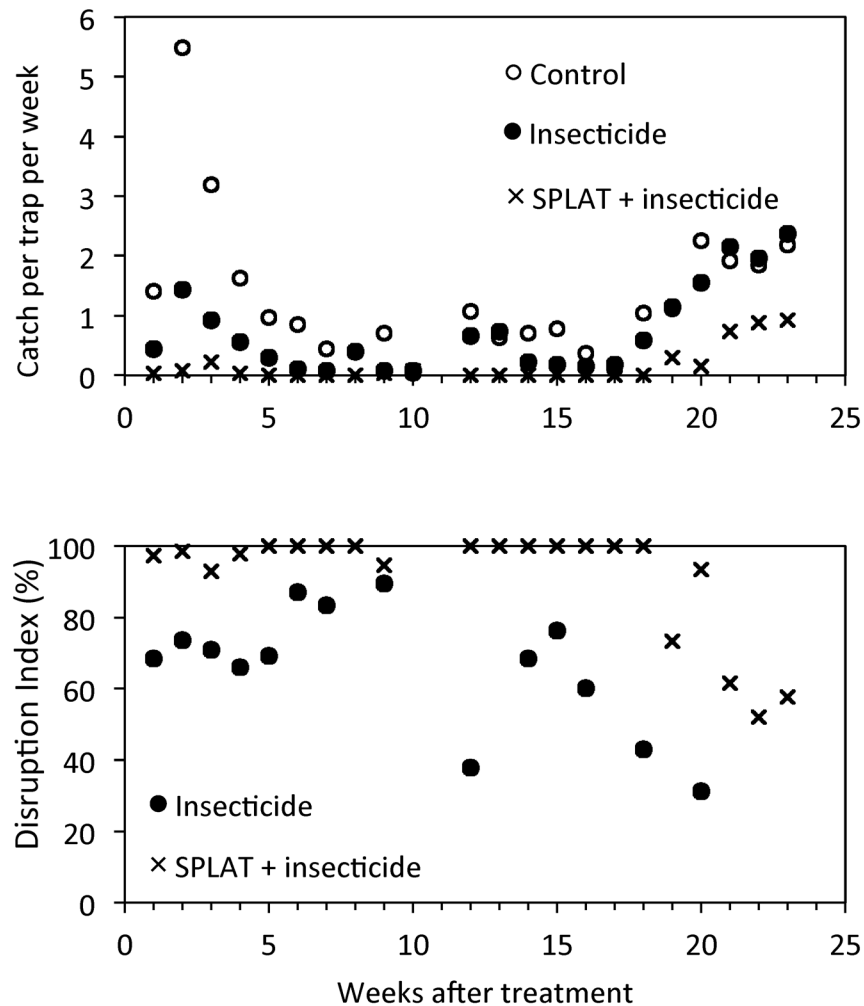 Catch per trap per week
6
5
4
3
2
1
0
Control
Insecticide
SPLAT + insecticide
0 5 10 15 20 25
Disruption Index (%)
100
80
60
40
20
0
Insecticide
SPLAT + insecticide
0 5 10 15 20 25
Weeks after treatment